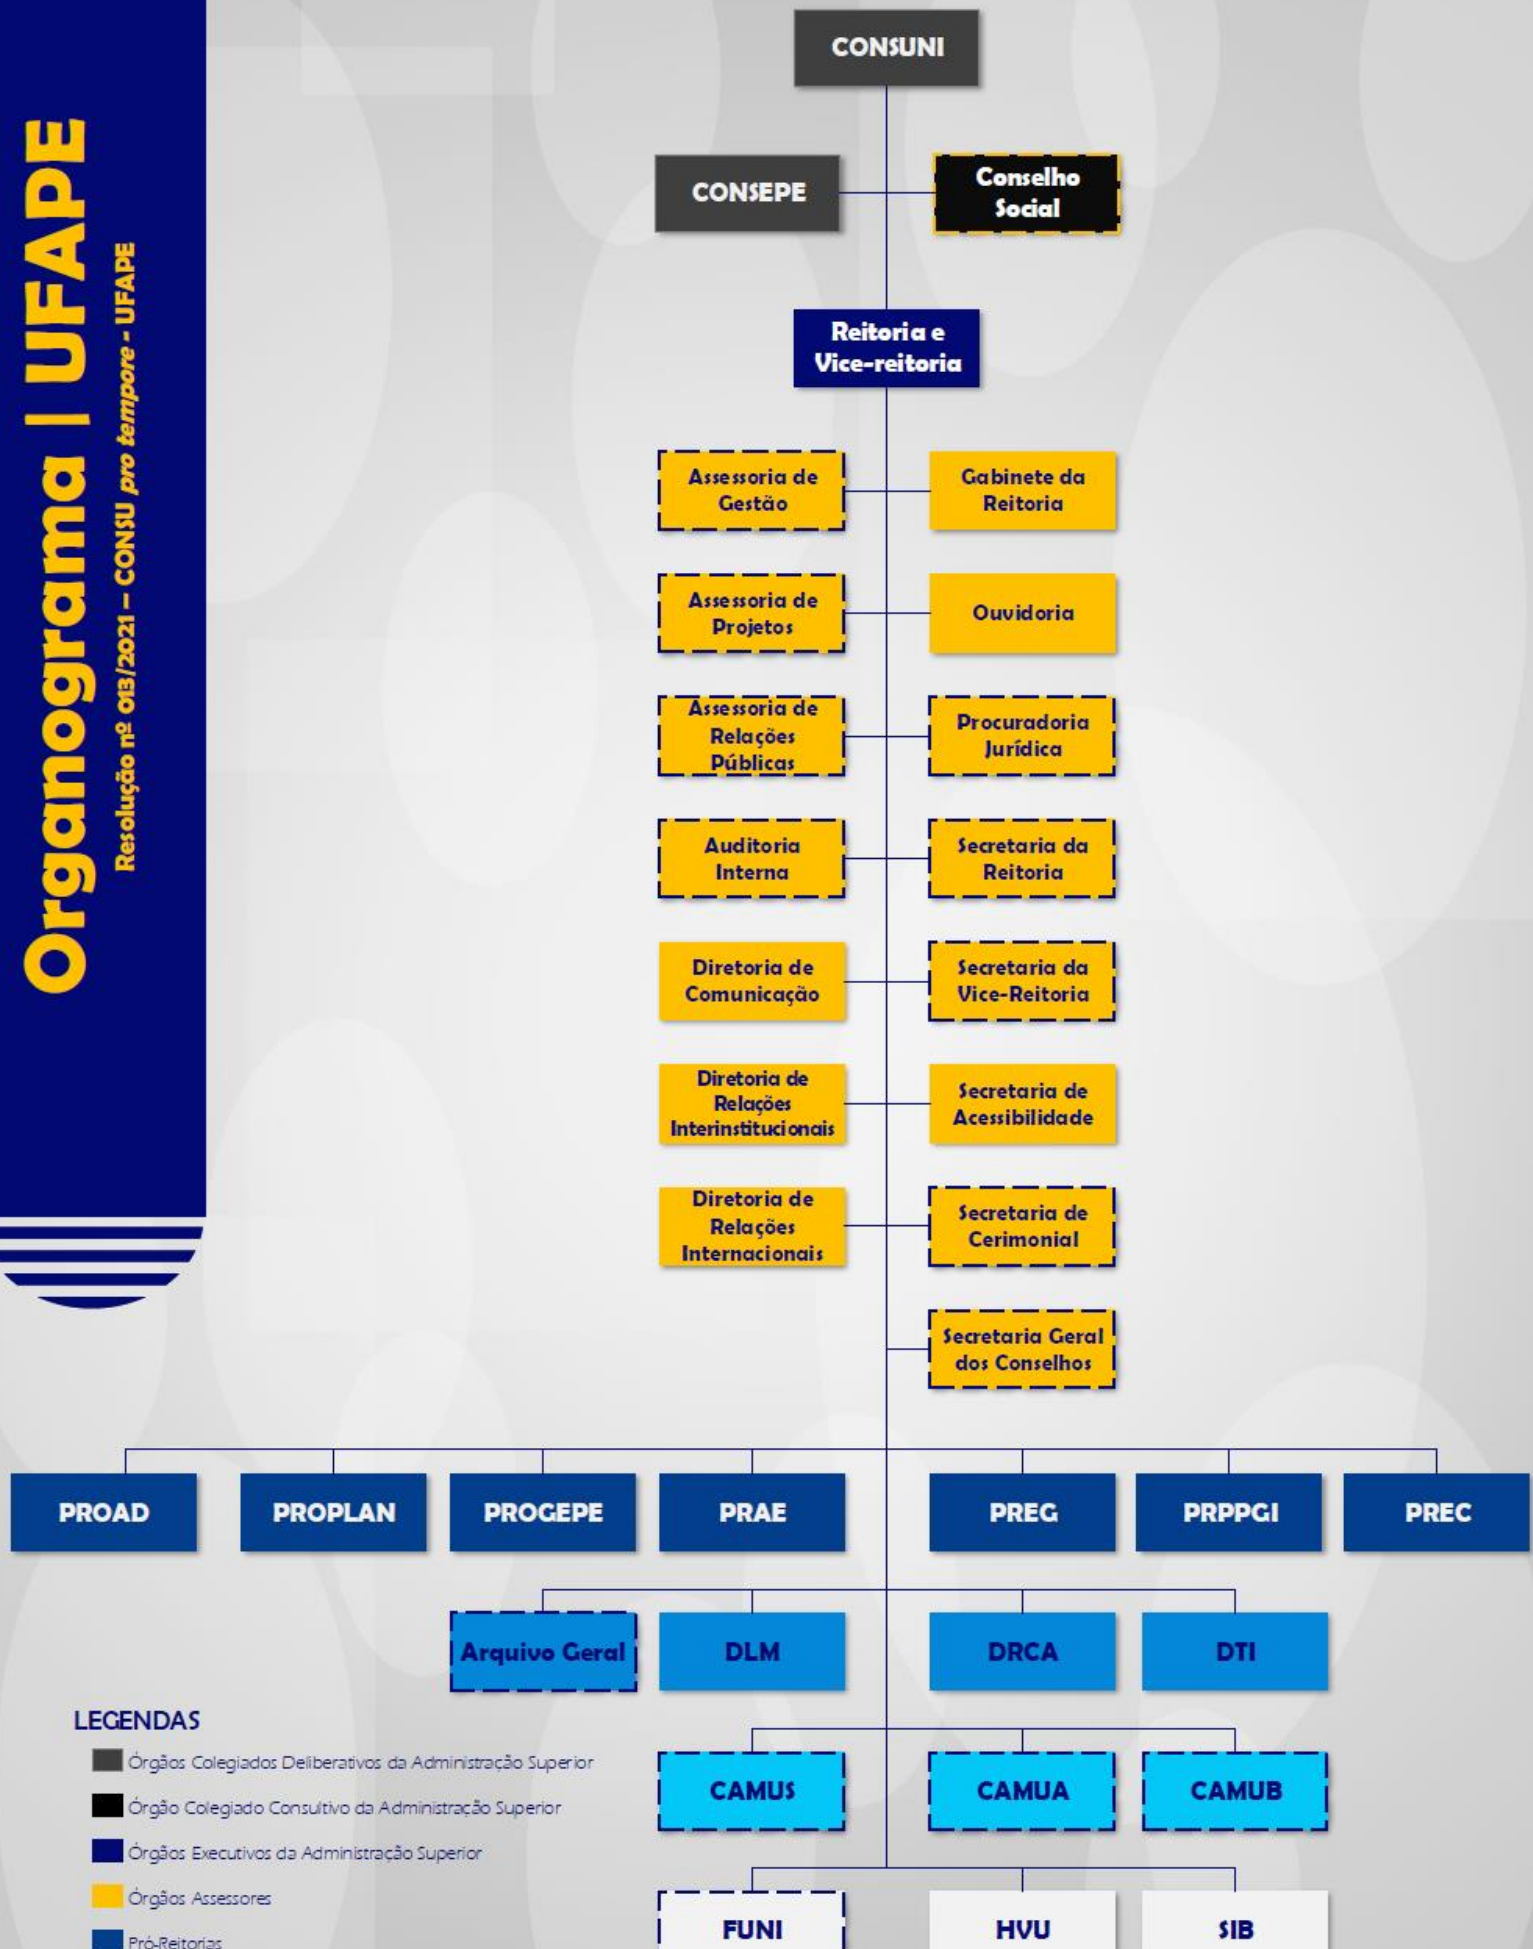 Organograma | UFAPE
Resolução nº 013/2021 – CONSU pro tempore - UFAPE
CONSUNI
CONSEPE
Conselho
Social
Reitoria e
Vice-reitoria
Assessoria de
Gestão
Gabinete da
Reitoria
Assessoria de
Projetos
Ouvidoria
Assessoria de
Relações
Públicas
Procuradoria
Jurídica
Auditoria
Interna
Secretaria da
Reitoria
Diretoria de
Comunicação
Secretaria da
Vice-Reitoria
Diretoria de
Relações
Interinstitucionais
Secretaria de
Acessibilidade
Diretoria de
Relações
Internacionais
Secretaria de
Cerimonial
Secretaria Geral
dos Conselhos
PROAD
PROPLAN
PROGEPE
PRAE
PREG
PRPPGI
PREC
Arquivo Geral
DLM
DRCA
DTI
CAMUS
CAMUA
CAMUB
FUNI
HVU
SIB
LEGENDAS
Órgãos Colegiados Deliberativos da Administração Superior
Órgão Colegiado Consultivo da Administração Superior
Órgãos Executivos da Administração Superior
Órgãos Assessores
Pró-Reitorias